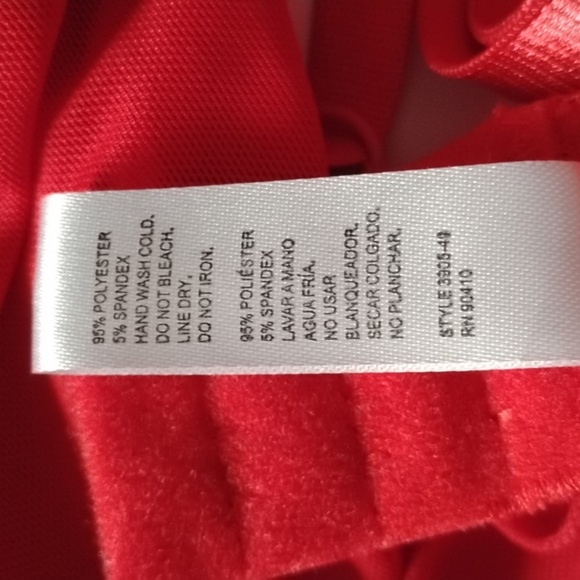 95% POLYESTER
5% SPANDEX
HAND WASH COLD.
DO NOT BLEACH.
LINE DRY.
DO NOT IRON.
95% POLIÉSTER
5% SPANDEX
LAVAR A MANO
AGUA FRÍA.
NO USAR
BLANQUEADOR.
SECAR COLGADO.
NO PLANCHAR.
STYLE 3905-49
RN 90410